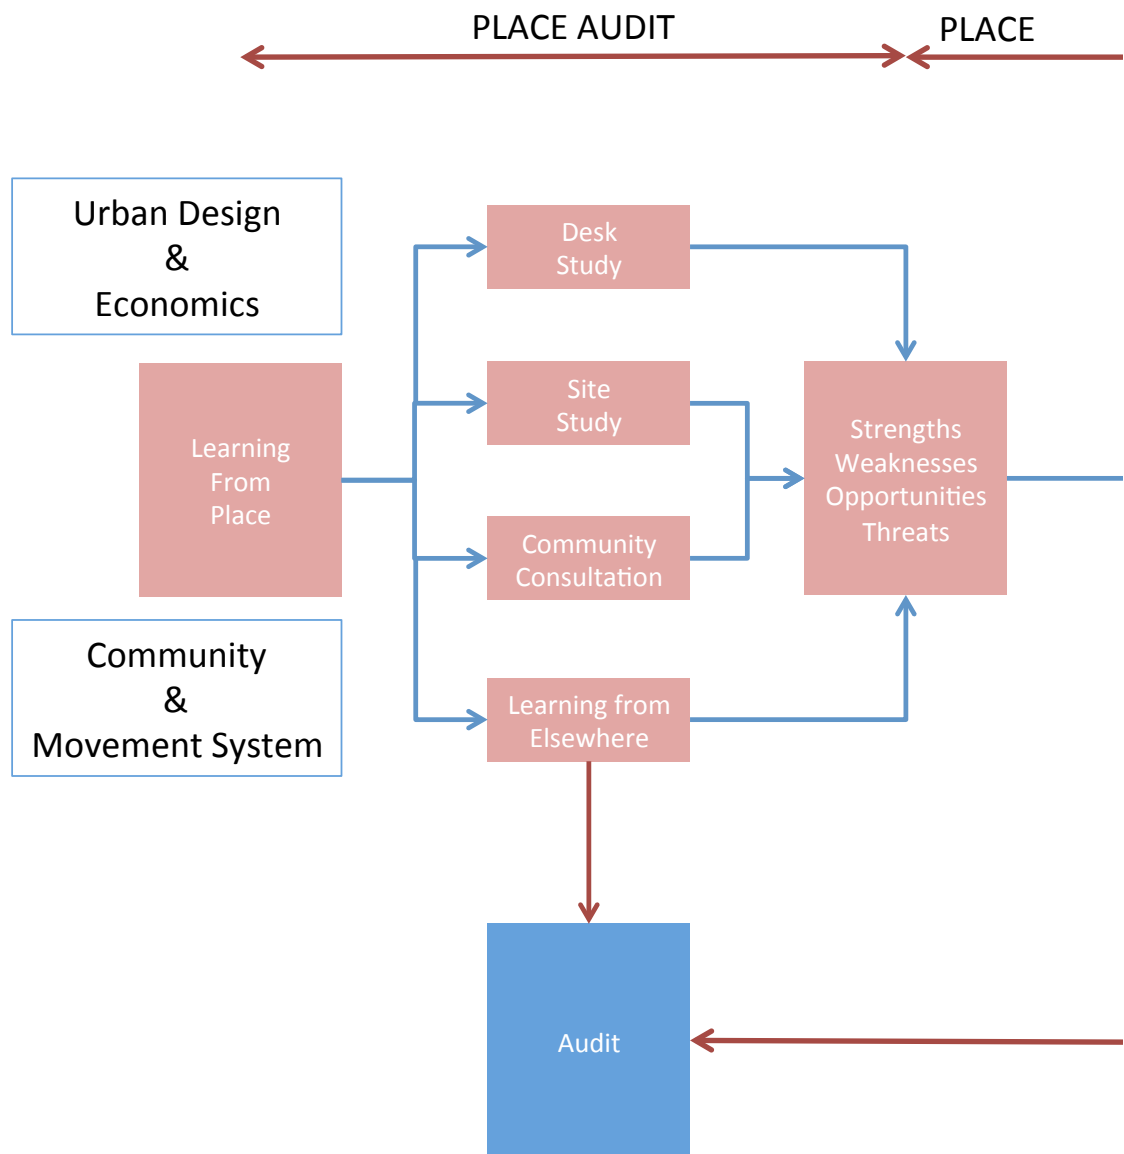 PLACE AUDIT
PLACE
Urban Design
&
Economics
Desk
Study
Site
Study
Learning
From
Place
Strengths
Weaknesses
Opportunities
Threats
Community
Consultation
Community
&
Movement System
Learning from
Elsewhere
Audit